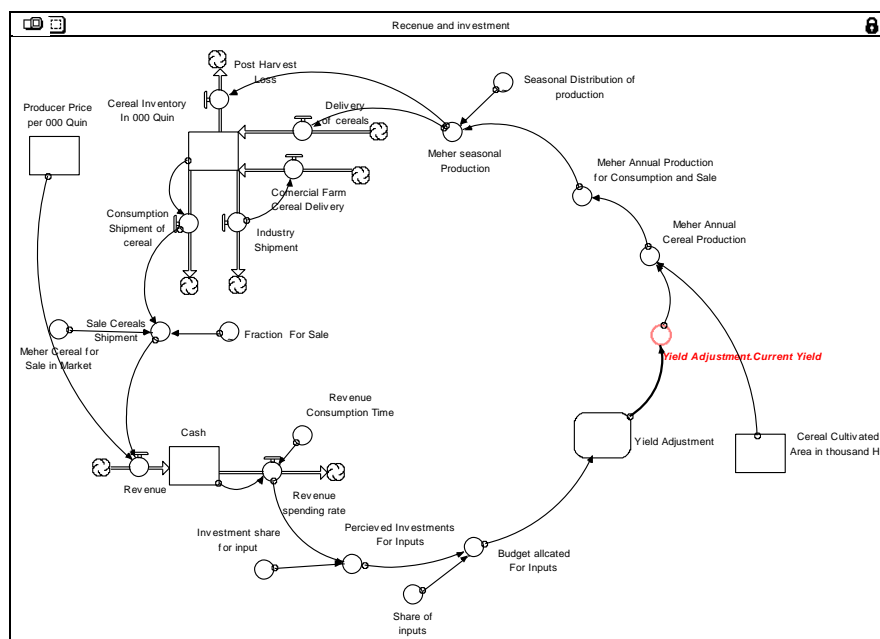 Recenue and investment
Post Harvest
Loss
Seasonal Distribution of
production
Cereal Inventory
In 000 Quin
Producer Price
per 000 Quin
Delivery
of cereals
Meher seasonal
Production
Meher Annual Production
for Consumption and Sale
Comercial Farm
Cereal Delivery
Consumption
Shipment of
cereal
Industry
Shipment
Meher Annual
Cereal Production
Sale Cereals
Shipment
Fraction For Sale
Meher Cereal for
Sale in Market
Yield Adjustment.Current Yield
Revenue
Consumption Time
Cash
Yield Adjustment
Cereal Cultivated
Area in thousand H
Revenue
Revenue
spending rate
Investment share
for input
Percieved Investments
For Inputs
Budget allcated
For Inputs
Share of
inputs